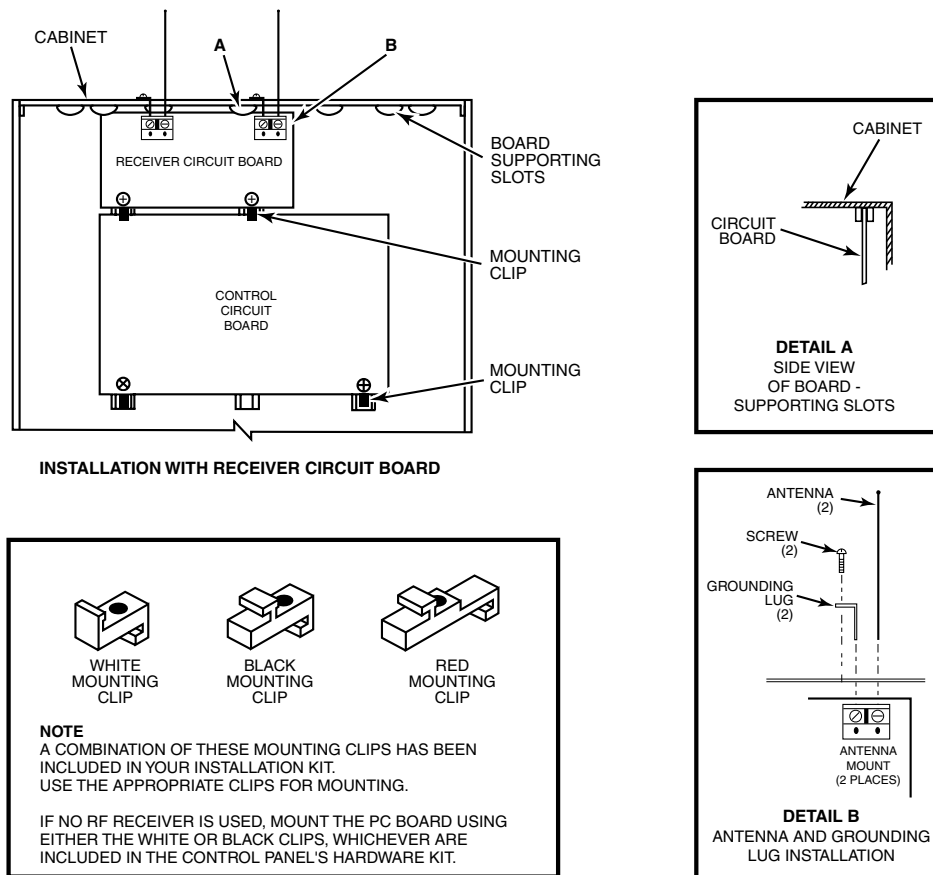 CABINET
A
B
RECEIVER CIRCUIT BOARD
BOARD
SUPPORTING
SLOTS
MOUNTING
CLIP
CONTROL
CIRCUIT
BOARD
MOUNTING
CLIP
INSTALLATION WITH RECEIVER CIRCUIT BOARD
WHITE
MOUNTING
CLIP
BLACK
MOUNTING
CLIP
RED
MOUNTING
CLIP
NOTE
A COMBINATION OF THESE MOUNTING CLIPS HAS BEEN
INCLUDED IN YOUR INSTALLATION KIT.
USE THE APPROPRIATE CLIPS FOR MOUNTING.
IF NO RF RECEIVER IS USED, MOUNT THE PC BOARD USING
EITHER THE WHITE OR BLACK CLIPS, WHICHEVER ARE
INCLUDED IN THE CONTROL PANEL'S HARDWARE KIT.
CABINET
CIRCUIT
BOARD
DETAIL A
SIDE VIEW
OF BOARD -
SUPPORTING SLOTS
ANTENNA
(2)
SCREW
(2)
GROUNDING
LUG
(2)
ANTENNA
MOUNT
(2 PLACES)
DETAIL B
ANTENNA AND GROUNDING
LUG INSTALLATION